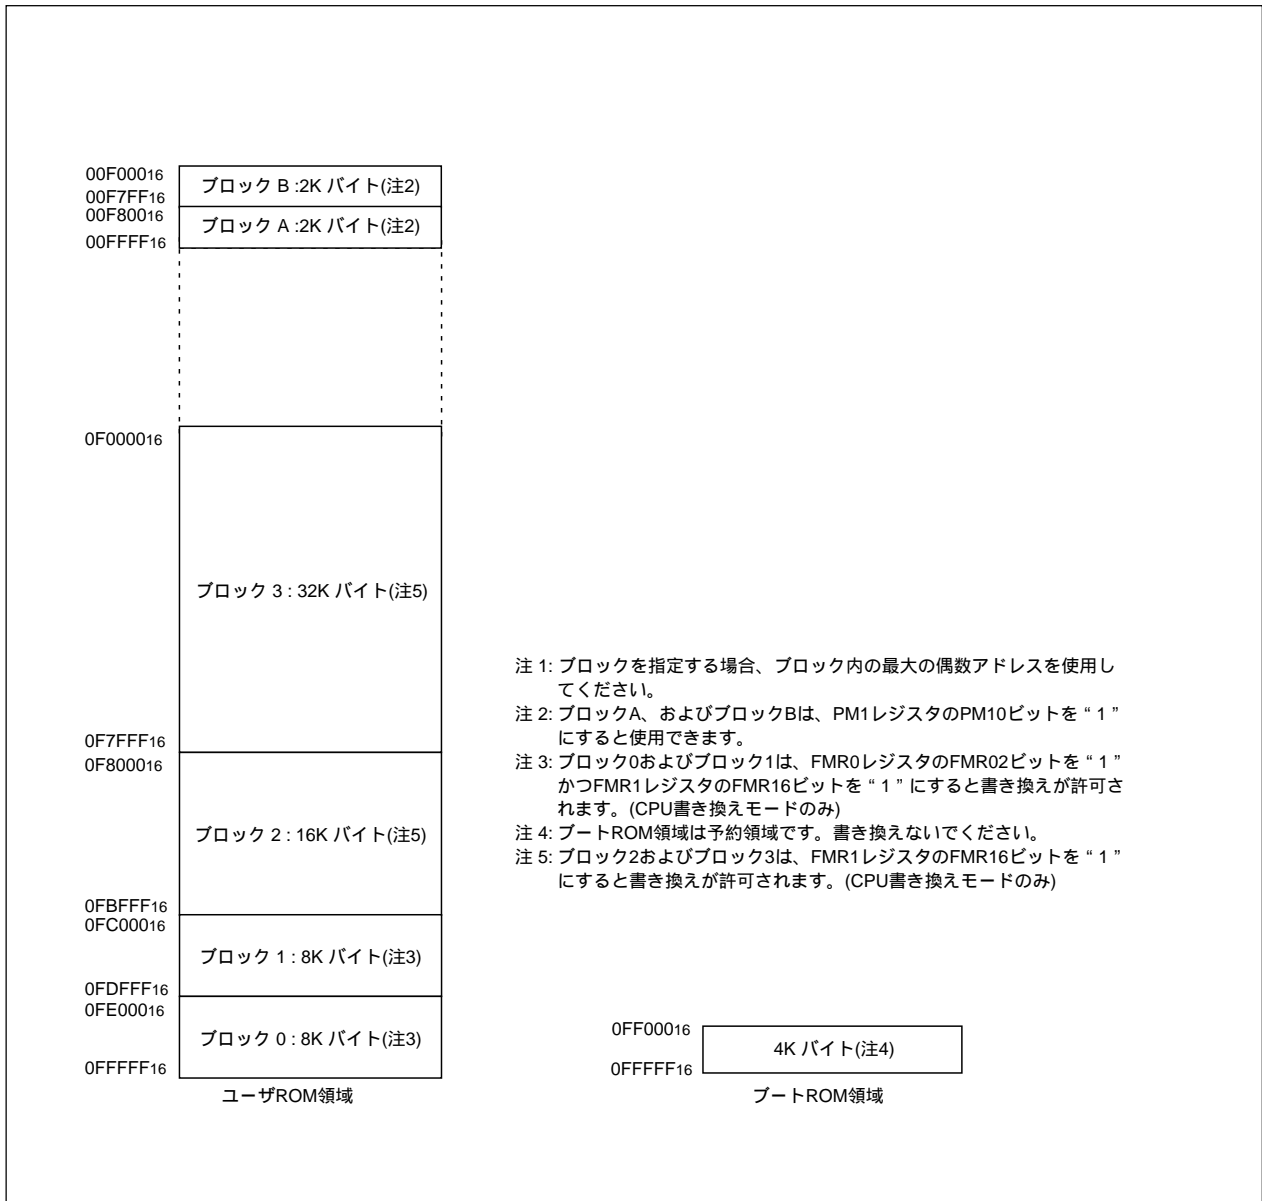 00F00016
ブロック B :2K バイト(注2)
00F7FF16
00F80016
ブロック A :2K バイト(注2)
00FFFF16
0F000016
ブロック 3 : 32K バイト(注5)
0F7FFF16
0F800016
ブロック 2 : 16K バイト(注5)
0FBFFF16
0FC00016
ブロック 1 : 8K バイト(注3)
0FDFFF16
0FE00016
ブロック 0 : 8K バイト(注3)
0FFFFF16
ユーザROM領域
注 1: ブロックを指定する場合、ブロック内の最大の偶数アドレスを使用し
てください。
注 2: ブロックA、およびブロックBは、PM1レジスタのPM10ビットを “ 1 ”
にすると使用できます。
注 3: ブロック0およびブロック1は、FMR0レジスタのFMR02ビットを “ 1 ”
かつFMR1レジスタのFMR16ビットを “ 1 ” にすると書き換えが許可さ
れます。(CPU書き換えモードのみ)
注 4: ブートROM領域は予約領域です。書き換えないでください。
注 5: ブロック2およびブロック3は、FMR1レジスタのFMR16ビットを “ 1 ”
にすると書き換えが許可されます。(CPU書き換えモードのみ)
0FF00016
4K バイト(注4)
0FFFFF16
ブートROM領域